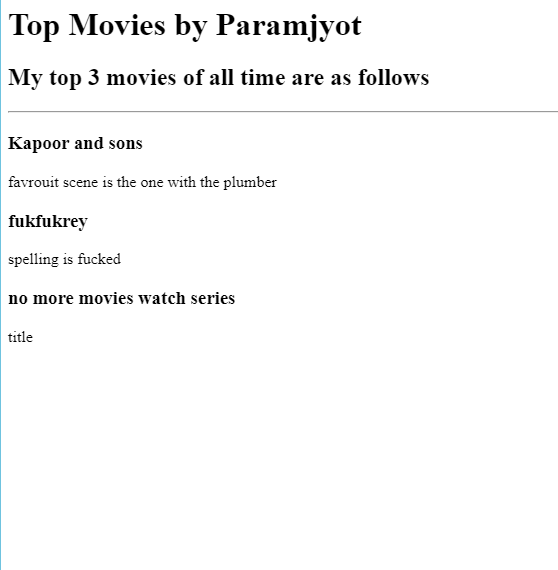 Top Movies by Paramjyot
My top 3 movies of all time are as follows
Kapoor and sons
favrouit scene is the one with the plumber
fukfukrey
spelling is fucked
no more movies watch series
title